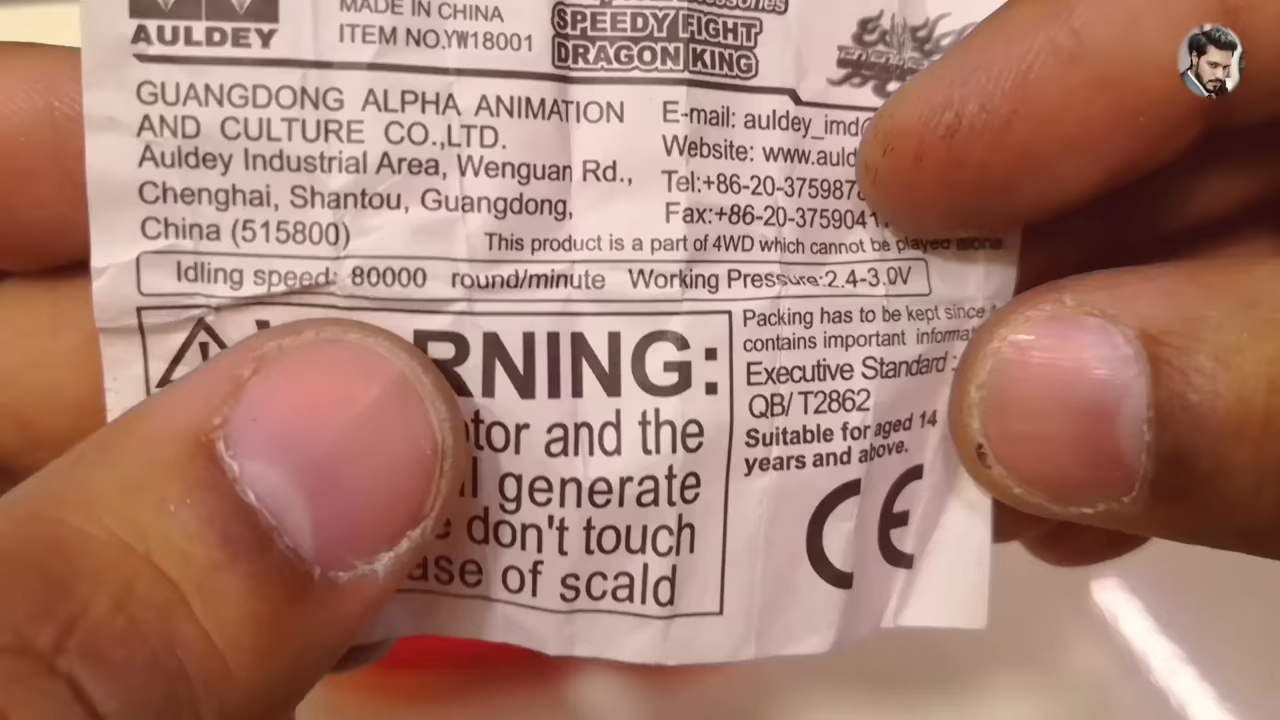 AULDEY
MADE IN CHINA
ITEM NO.YW18001
SPEEDY FIGHT
DRAGON KING
GUANGDONG ALPHA ANIMATION
AND CULTURE CO.,LTD.
Auldey Industrial Area, Wenguan Rd.,
Chenghai, Shantou, Guangdong,
China (515800)
E-mail: auldey_imd
Website: www.auld
Tel:+86-20-37598
Fax:+86-20-3759041
This product is a part of 4WD which cannot be played
Idling speed: 80000 round/minute Working Pressure:2.4-3.0V
RNING:
tor and the
generate
don't touch
ase of scald
Packing has to be kept since
contains important informa
Executive Standard :
QB/ T2862
Suitable for aged 14
years and above.
CE